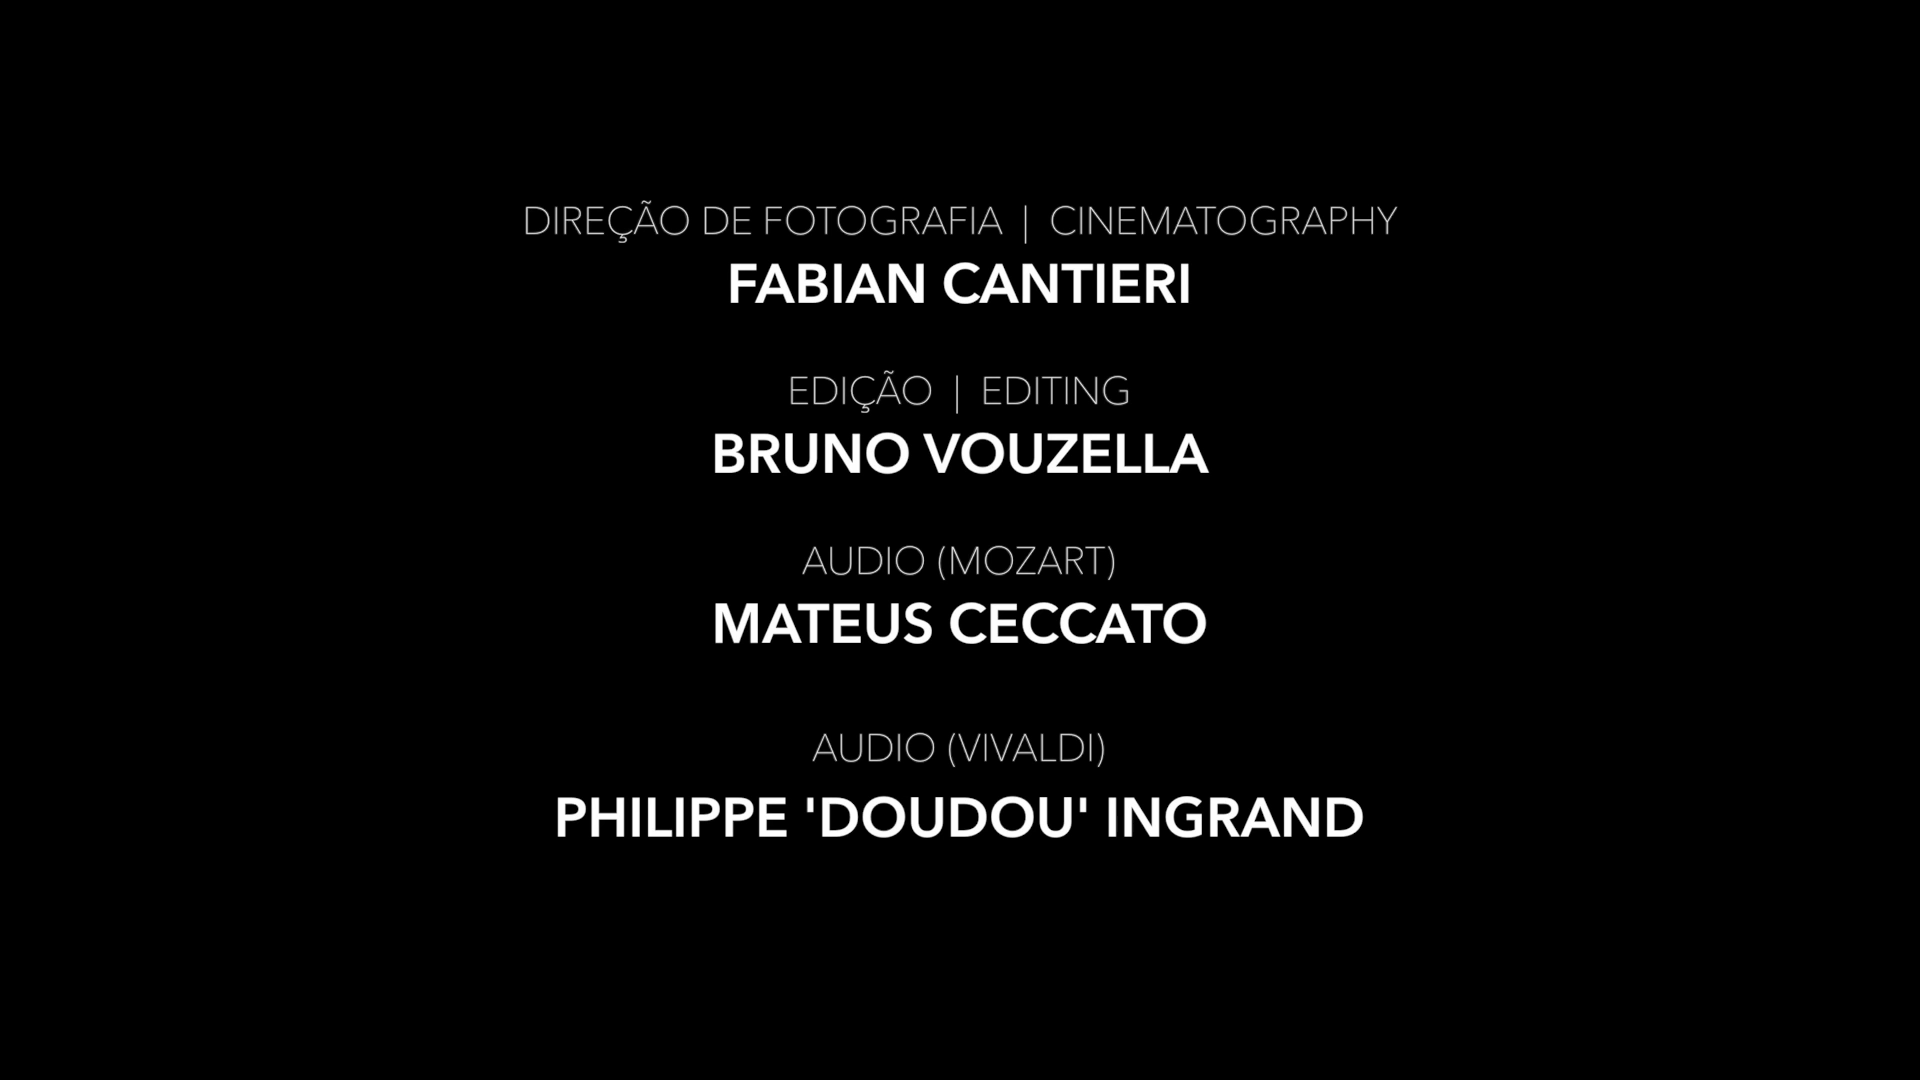 DIREÇÃO DE FOTOGRAFIA | CINEMATOGRAPHY
FABIAN CANTIERI
EDIÇÃO | EDITING
BRUNO VOUZELLA
AUDIO (MOZART)
MATEUS CECCATO
AUDIO (VIVALDI)
PHILIPPE 'DOUDOU' INGRAND